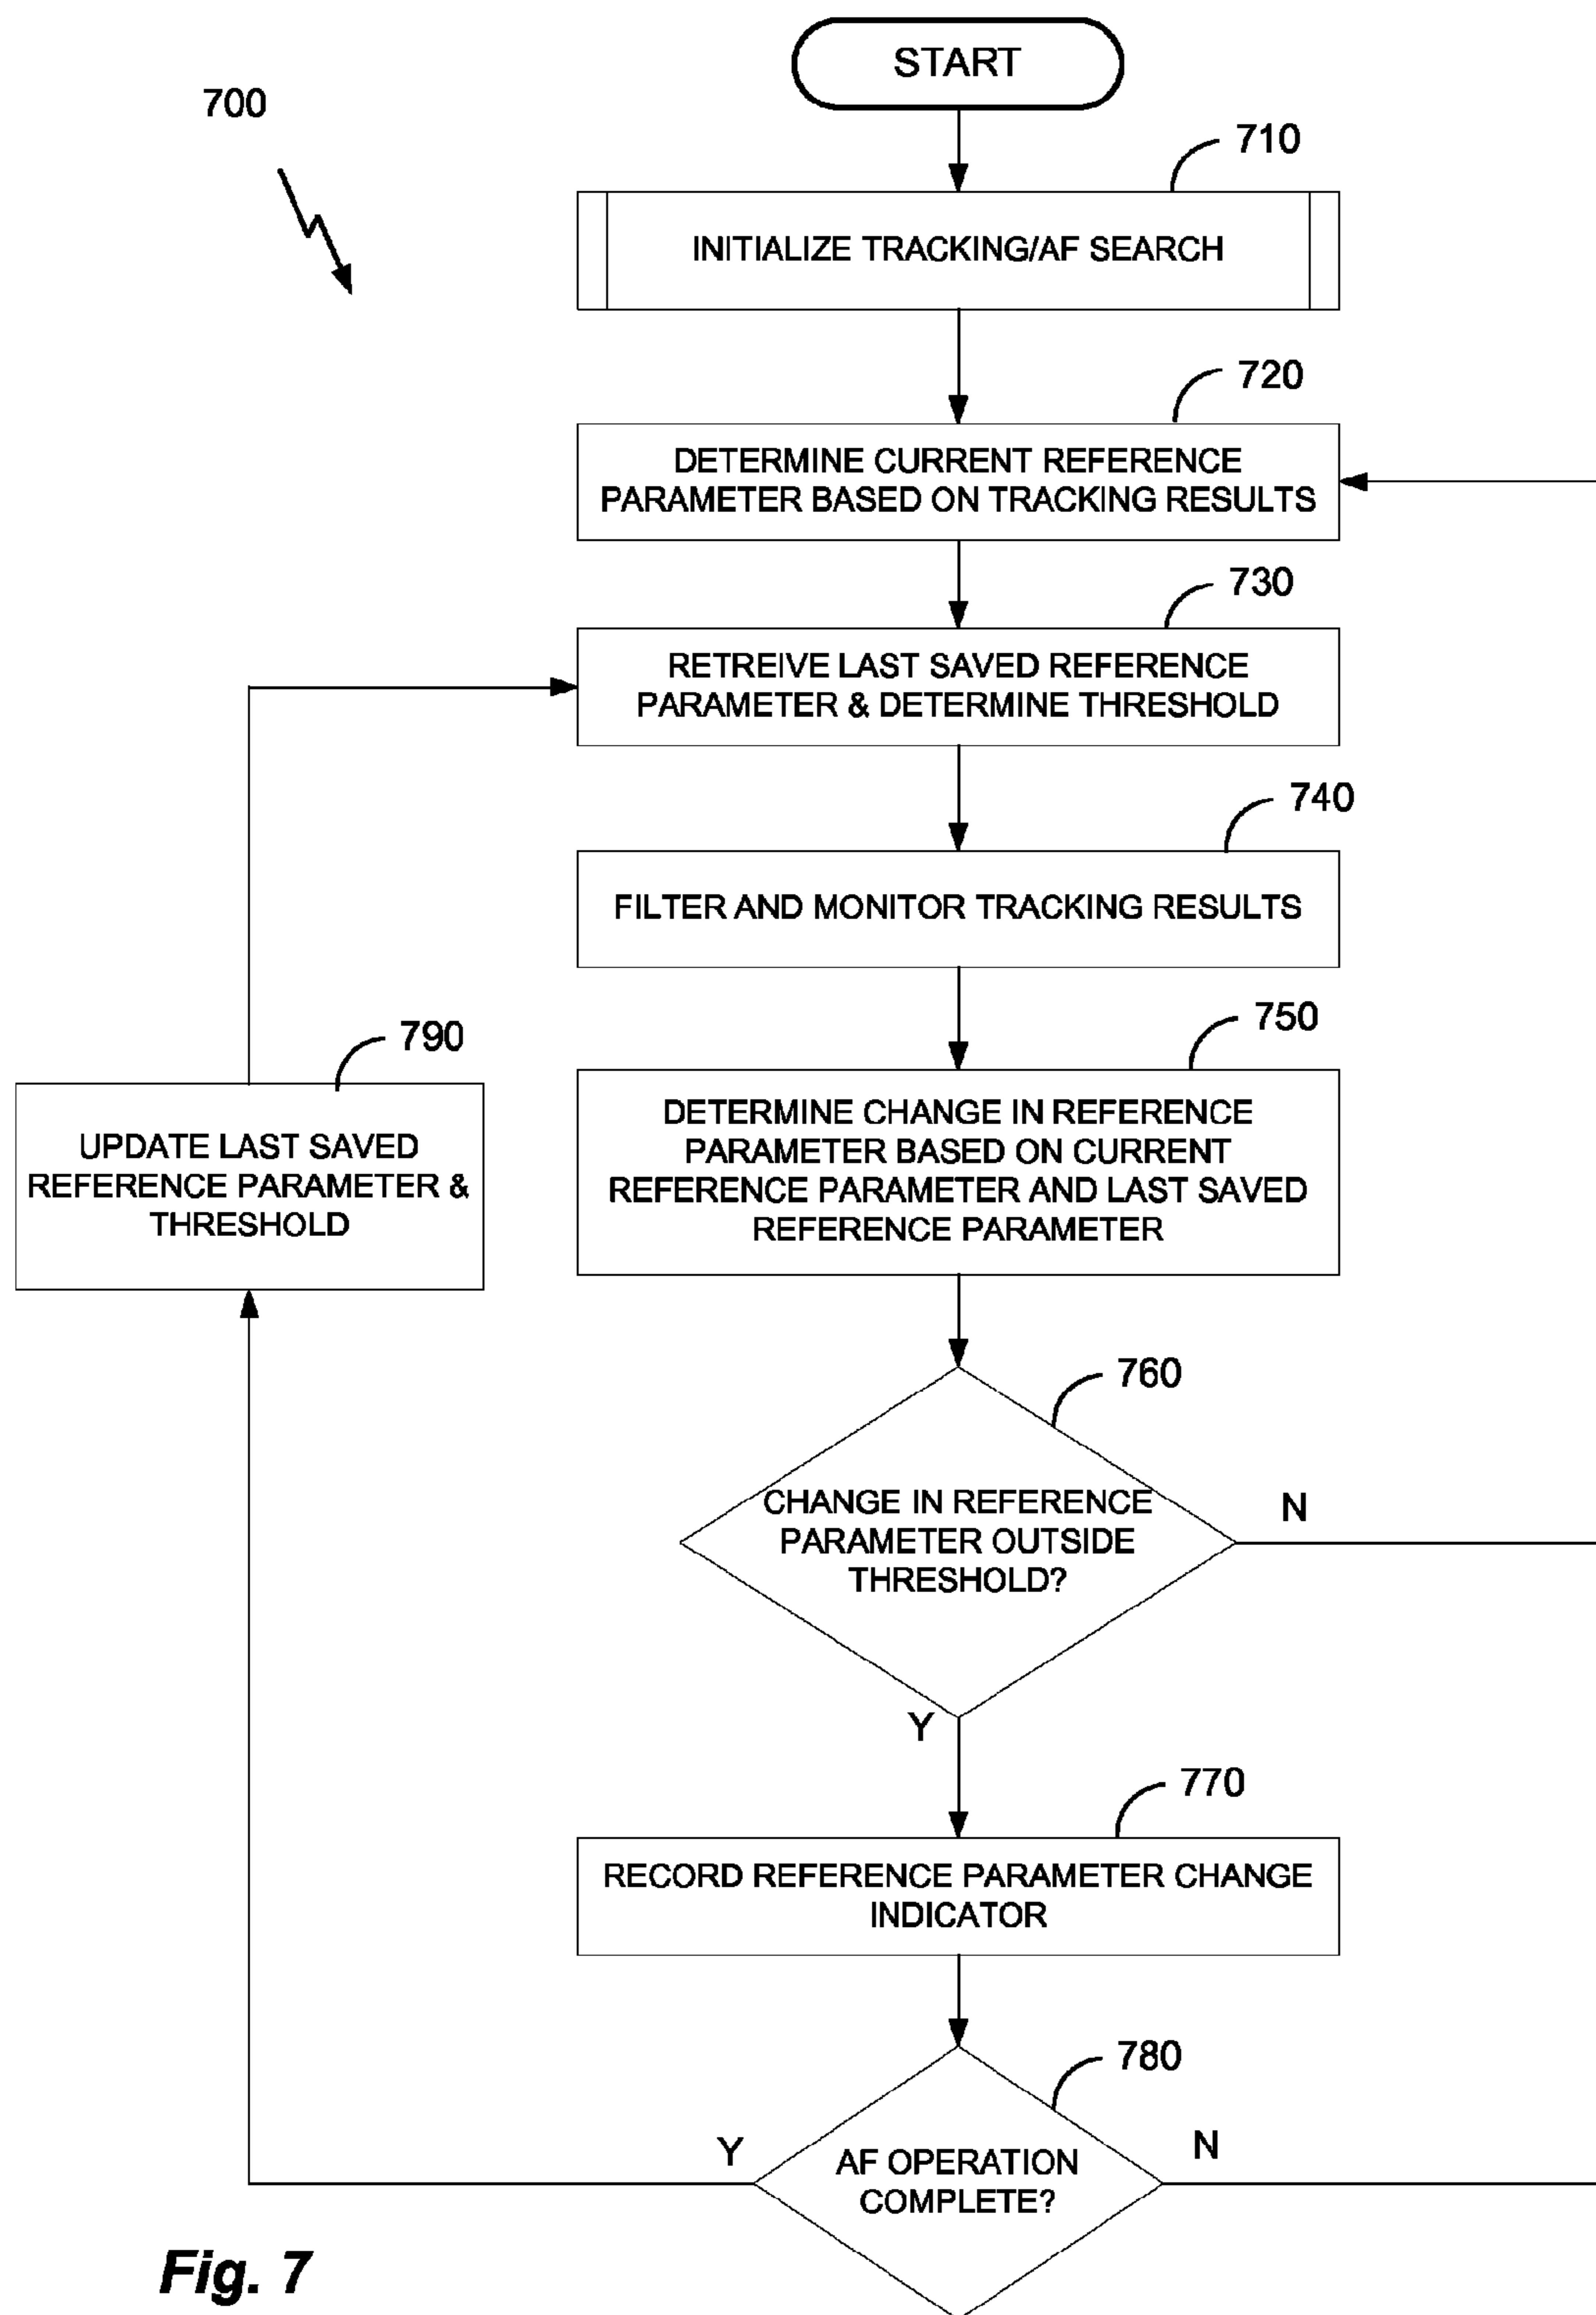 START
700
710
INITIALIZE TRACKING/AF SEARCH
720
DETERMINE CURRENT REFERENCE
PARAMETER BASED ON TRACKING RESULTS
730
RETREIVE LAST SAVED REFERENCE
PARAMETER & DETERMINE THRESHOLD
740
FILTER AND MONITOR TRACKING RESULTS
750
DETERMINE CHANGE IN REFERENCE
PARAMETER BASED ON CURRENT
REFERENCE PARAMETER AND LAST SAVED
REFERENCE PARAMETER
790
UPDATE LAST SAVED
REFERENCE PARAMETER &
THRESHOLD
760
CHANGE IN REFERENCE
PARAMETER OUTSIDE
THRESHOLD?
N
Y
770
RECORD REFERENCE PARAMETER CHANGE
INDICATOR
780
AF OPERATION
COMPLETE?
Y
N
Fig. 7